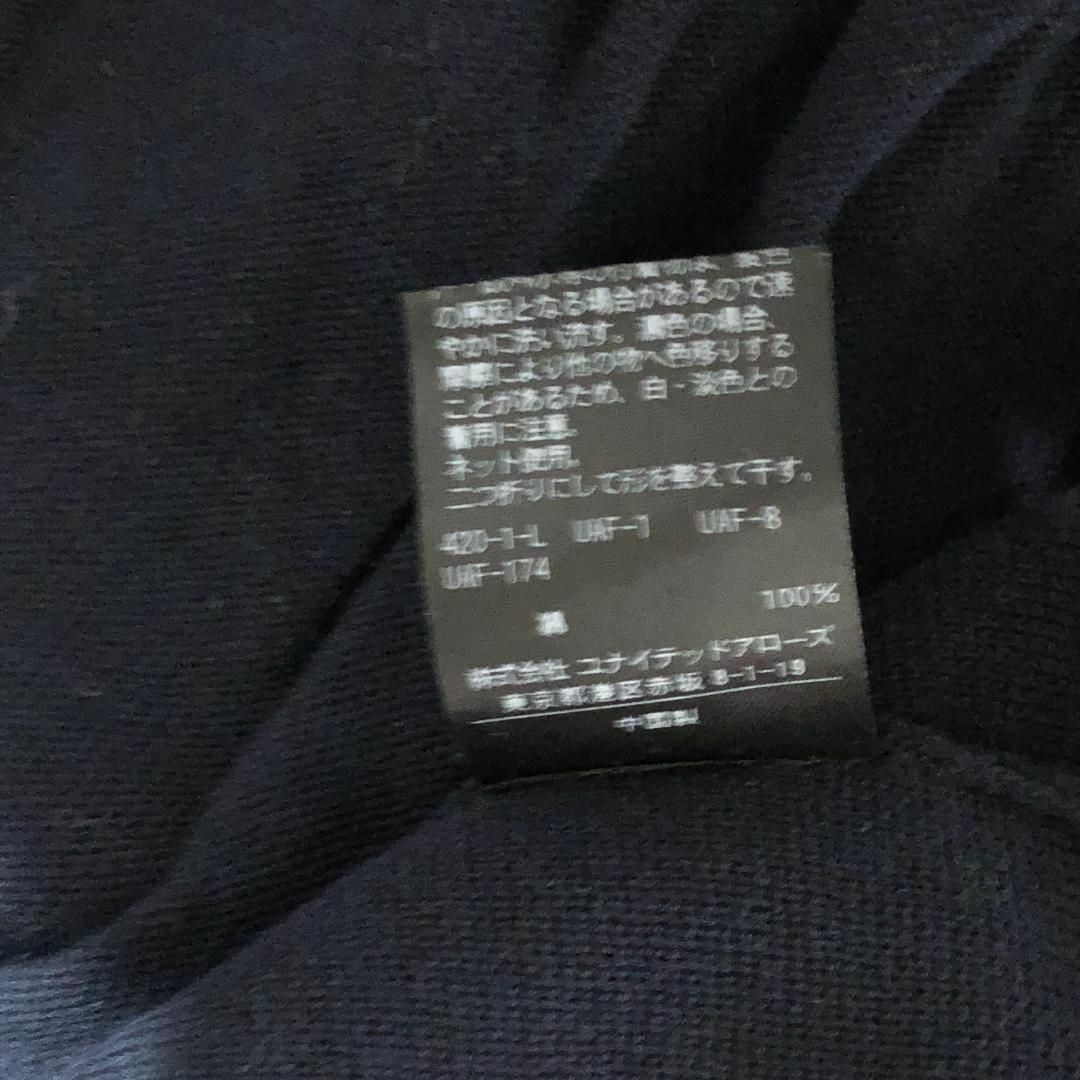 の原因となる場合があるので速
やかに洗い流す。濃色の場合、
摩擦により他の物へ色移りする
ことがあるため、白・淡色との
着用に注意。
ネット使用。
二つ折りにして形を整えて干す。
420-1-L UAF-1 UAF-8
UAF-174
100%
株式会社 ユナイテッドアローズ
東京都港区赤坂 8-1-19
中国製